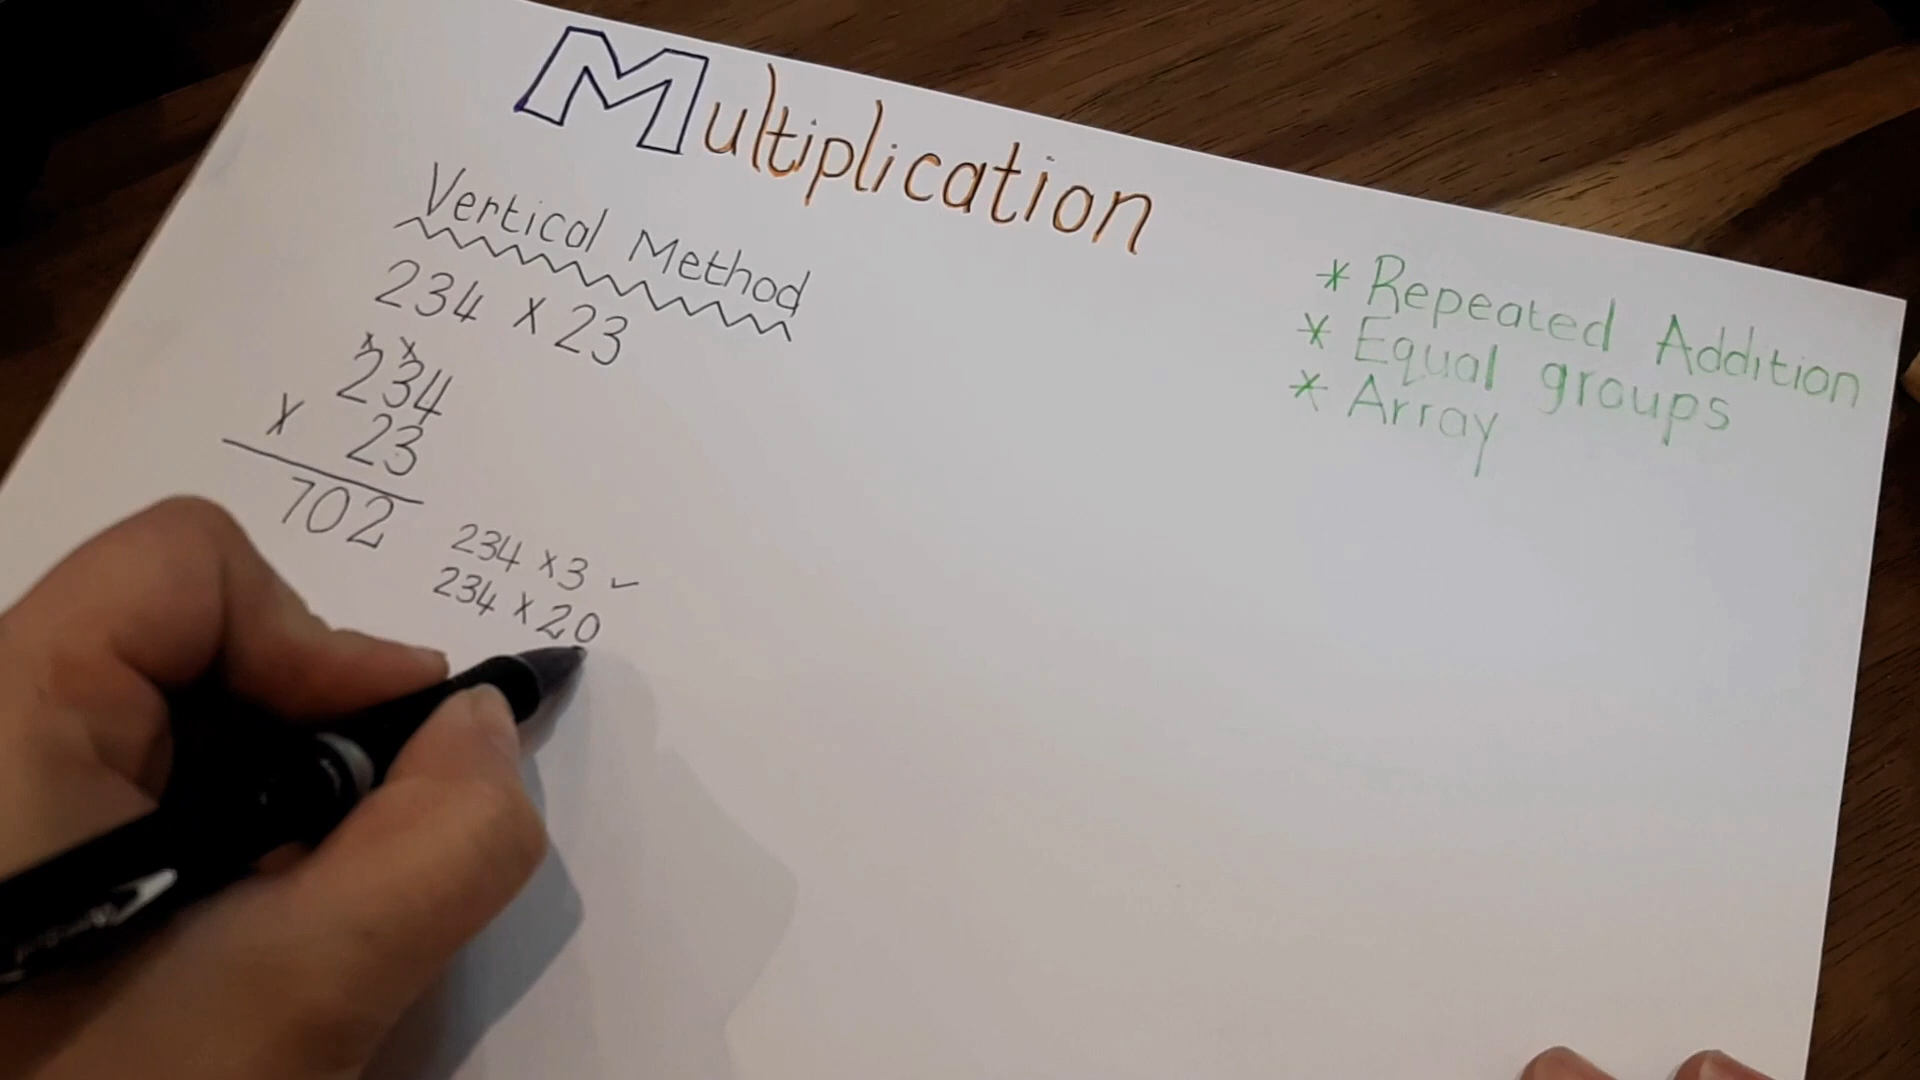 Multiplication
Vertical Method
234 x 23
234
x 23
702
234 x 3 ✓
234 x 20
* Repeated Addition
* Equal groups
* Array